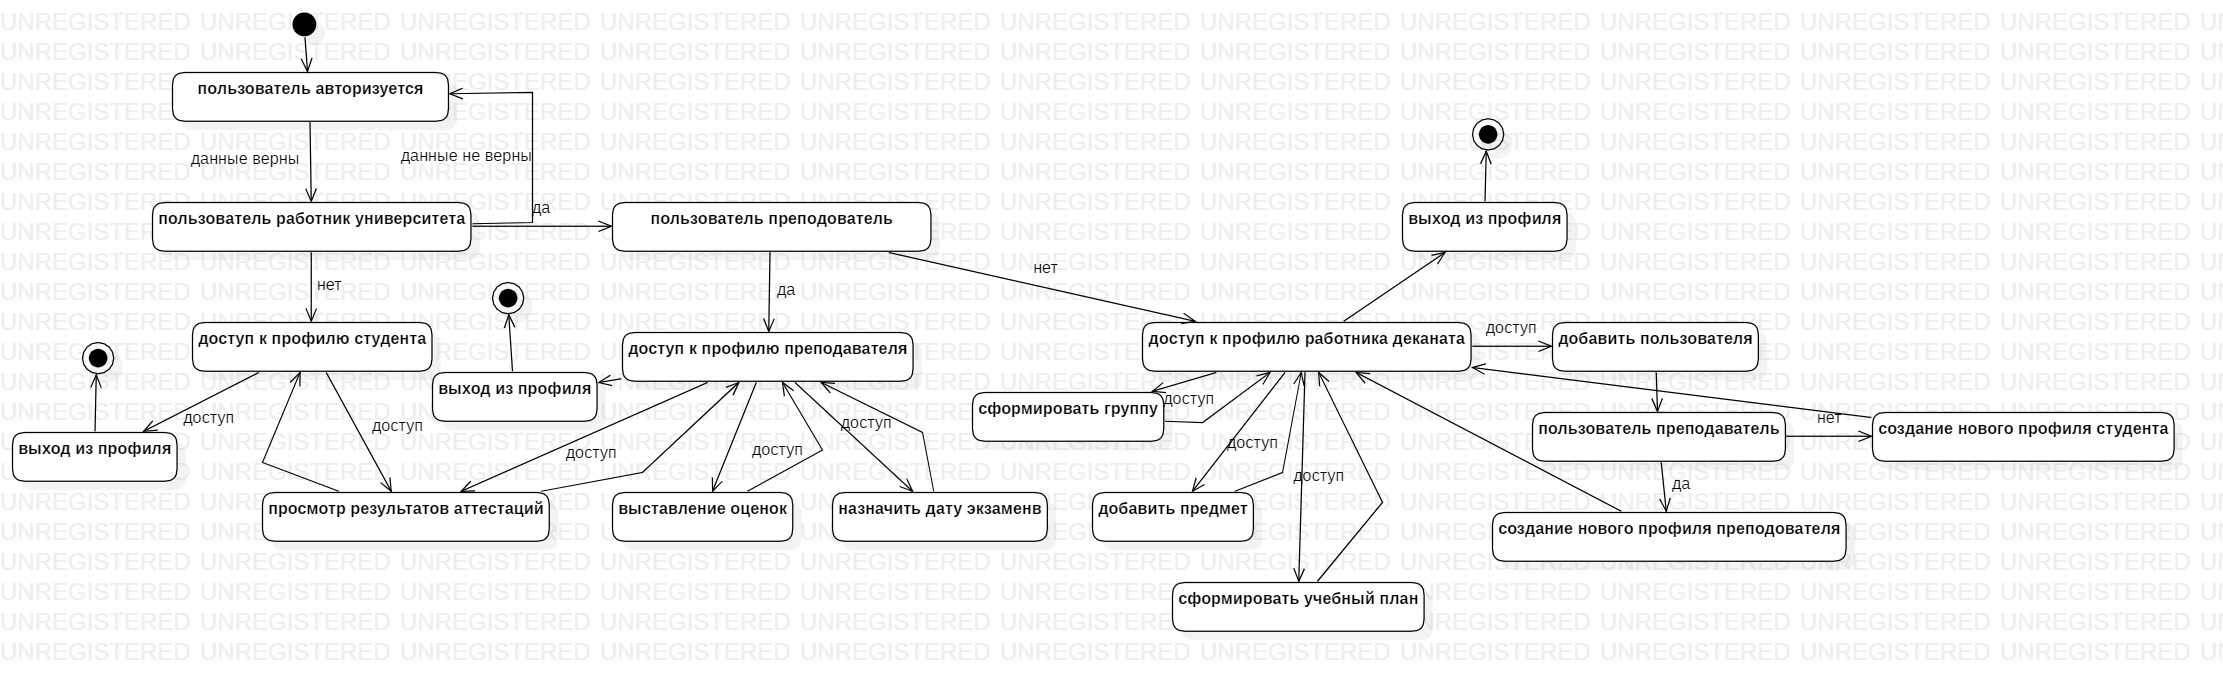 UNREGISTERED
пользователь авторизуется
данные верны
данные не верны
пользователь работник университета
да
пользователь преподователь
выход из профиля
нет
нет
да
доступ к профилю студента
доступ к профилю преподавателя
доступ к профилю работника деканата
доступ
добавить пользователя
выход из профиля
доступ
выход из профиля
доступ
доступ
доступ
доступ
просмотр результатов аттестаций
выставление оценок
назначить дату экзаменв
сформировать группу
доступ
доступ
доступ
добавить предмет
сформировать учебный план
пользователь преподаватель
нет
создание нового профиля студента
да
создание нового профиля преподователя